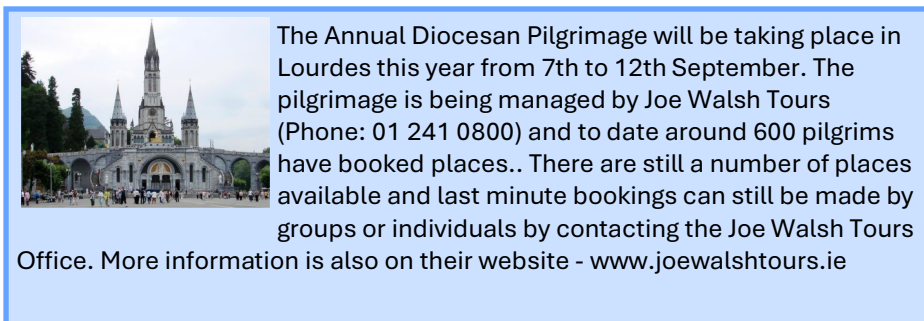 The Annual Diocesan Pilgrimage will be taking place in
Lourdes this year from 7th to 12th September. The
pilgrimage is being managed by Joe Walsh Tours
(Phone: 01 241 0800) and to date around 600 pilgrims
have booked places.. There are still a number of places
available and last minute bookings can still be made by
groups or individuals by contacting the Joe Walsh Tours
Office. More information is also on their website - www.joewalshtours.ie